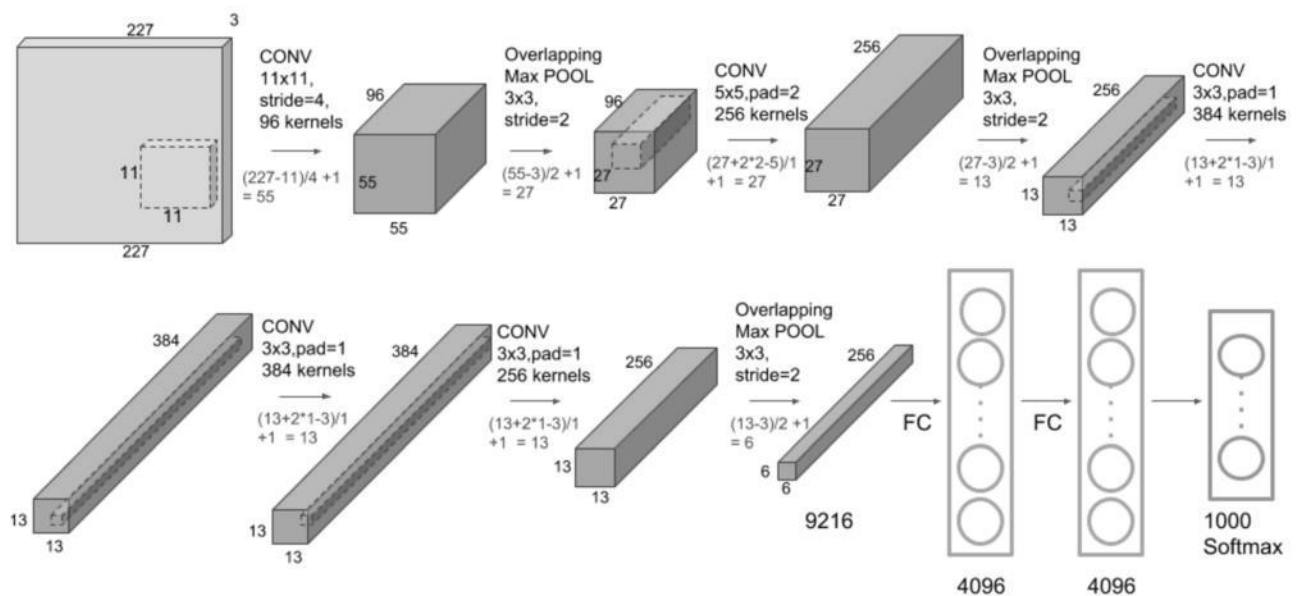 227
3
11
11
227
CONV
11x11,
stride=4,
96 kernels
(227-11)/4 +1
= 55
96
55
55
Overlapping
Max POOL
3x3,
stride=2
(55-3)/2 +1
= 27
96
27
27
CONV
5x5,pad=2
256 kernels
(27+2*2-5)/1
+1 = 27
256
27
27
Overlapping
Max POOL
3x3,
stride=2
(27-3)/2 +1
= 13
256
13
13
CONV
3x3,pad=1
384 kernels
(13+2*1-3)/1
+1 = 13
384
13
13
CONV
3x3,pad=1
384 kernels
(13+2*1-3)/1
+1 = 13
384
13
13
CONV
3x3,pad=1
256 kernels
(13+2*1-3)/1
+1 = 13
256
13
13
Overlapping
Max POOL
3x3,
stride=2
(13-3)/2 +1
= 6
256
6
6
9216
FC
4096
FC
4096
1000
Softmax